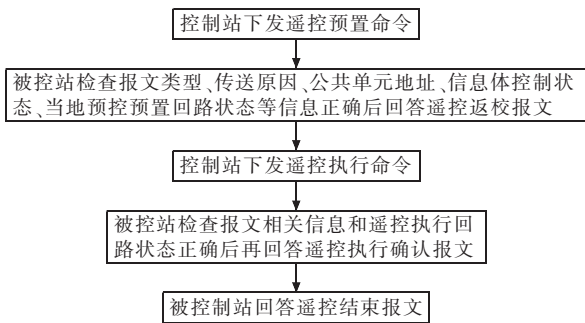 控制站下发遥控预置命令
被控站检查报文类型、传送原因、公共单元地址、信息体控制状
态、当地预控预置回路状态等信息正确后回答遥控返校报文
控制站下发遥控执行命令
被控站检查报文相关信息和遥控执行回
路状态正确后再回答遥控执行确认报文
被控制站回答遥控结束报文